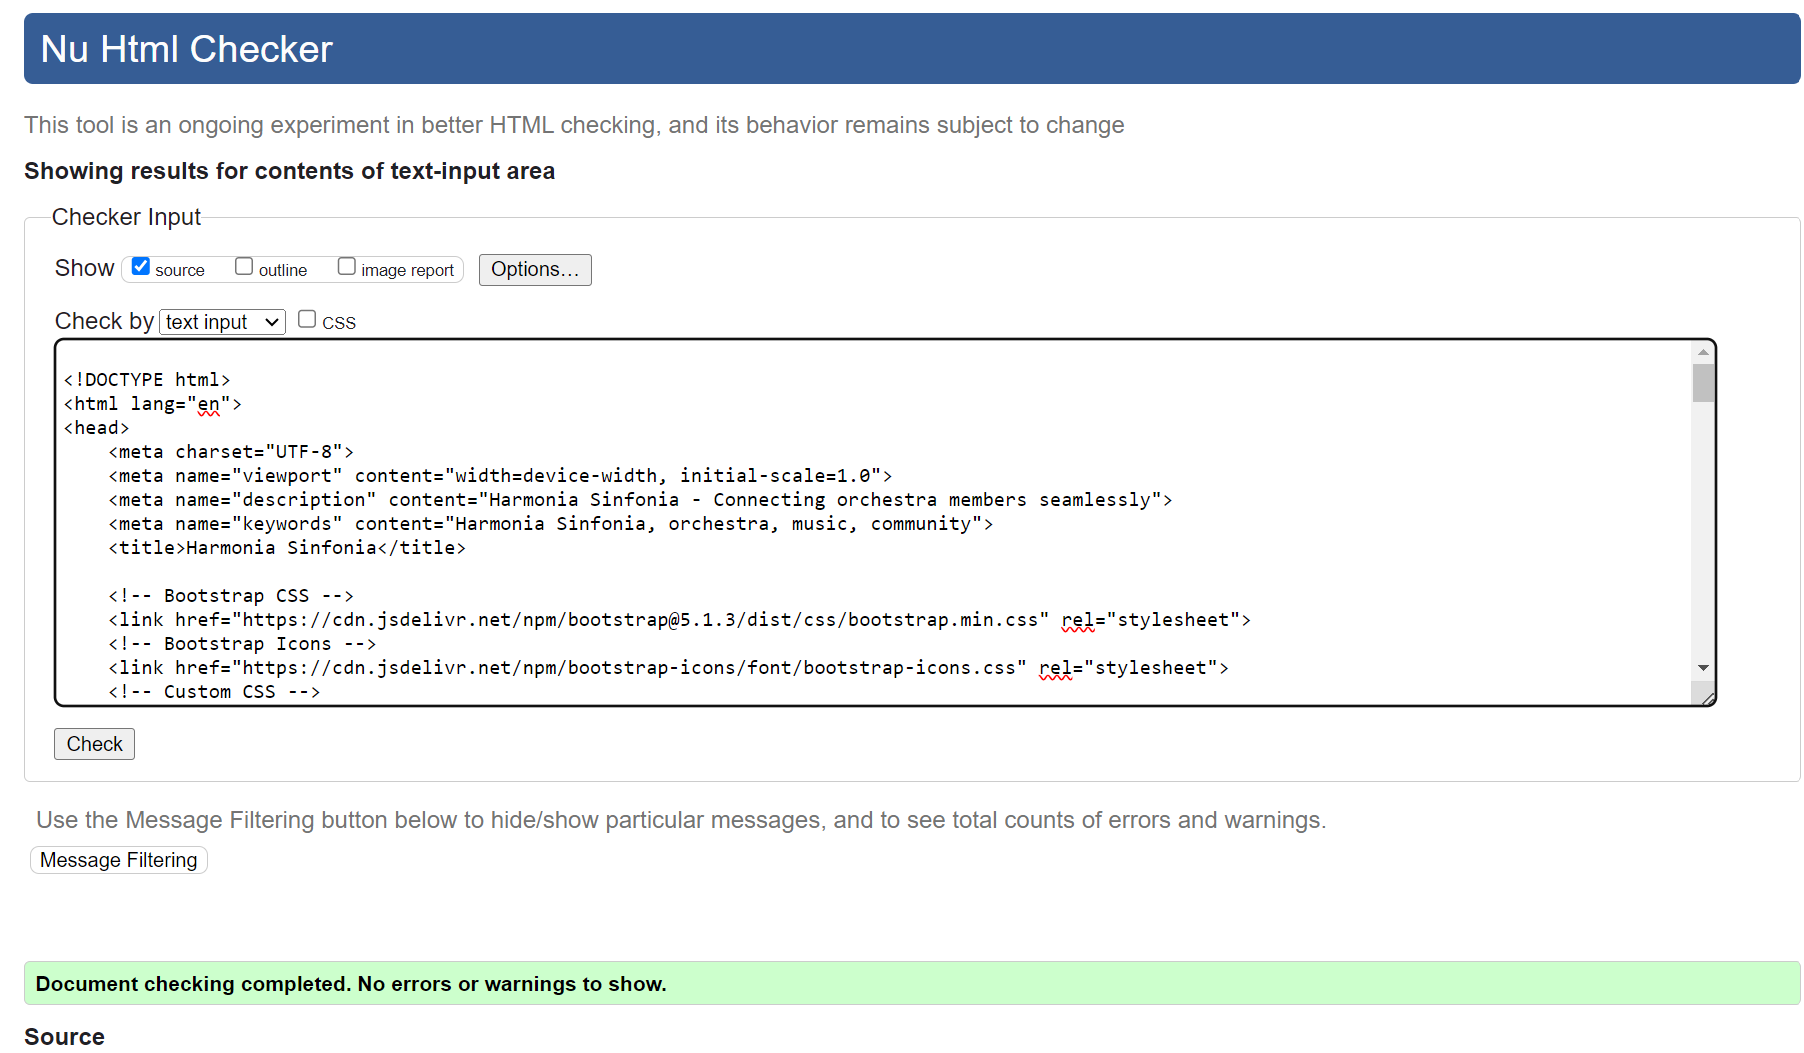 Nu Html Checker
This tool is an ongoing experiment in better HTML checking, and its behavior remains subject to change
Showing results for contents of text-input area
Checker Input
Show source outline image report Options...
Check by text input CSS
<!DOCTYPE html>
<html lang="en">
<head>
    <meta charset="UTF-8">
    <meta name="viewport" content="width=device-width, initial-scale=1.0">
    <meta name="description" content="Harmonia Sinfonia - Connecting orchestra members seamlessly">
    <meta name="keywords" content="Harmonia Sinfonia, orchestra, music, community">
    <title>Harmonia Sinfonia</title>
    <!-- Bootstrap CSS -->
    <link href="https://cdn.jsdelivr.net/npm/bootstrap@5.1.3/dist/css/bootstrap.min.css" rel="stylesheet">
    <!-- Bootstrap Icons -->
    <link href="https://cdn.jsdelivr.net/npm/bootstrap-icons/font/bootstrap-icons.css" rel="stylesheet">
    <!-- Custom CSS -->
Check
Use the Message Filtering button below to hide/show particular messages, and to see total counts of errors and warnings.
Message Filtering
Document checking completed. No errors or warnings to show.
Source